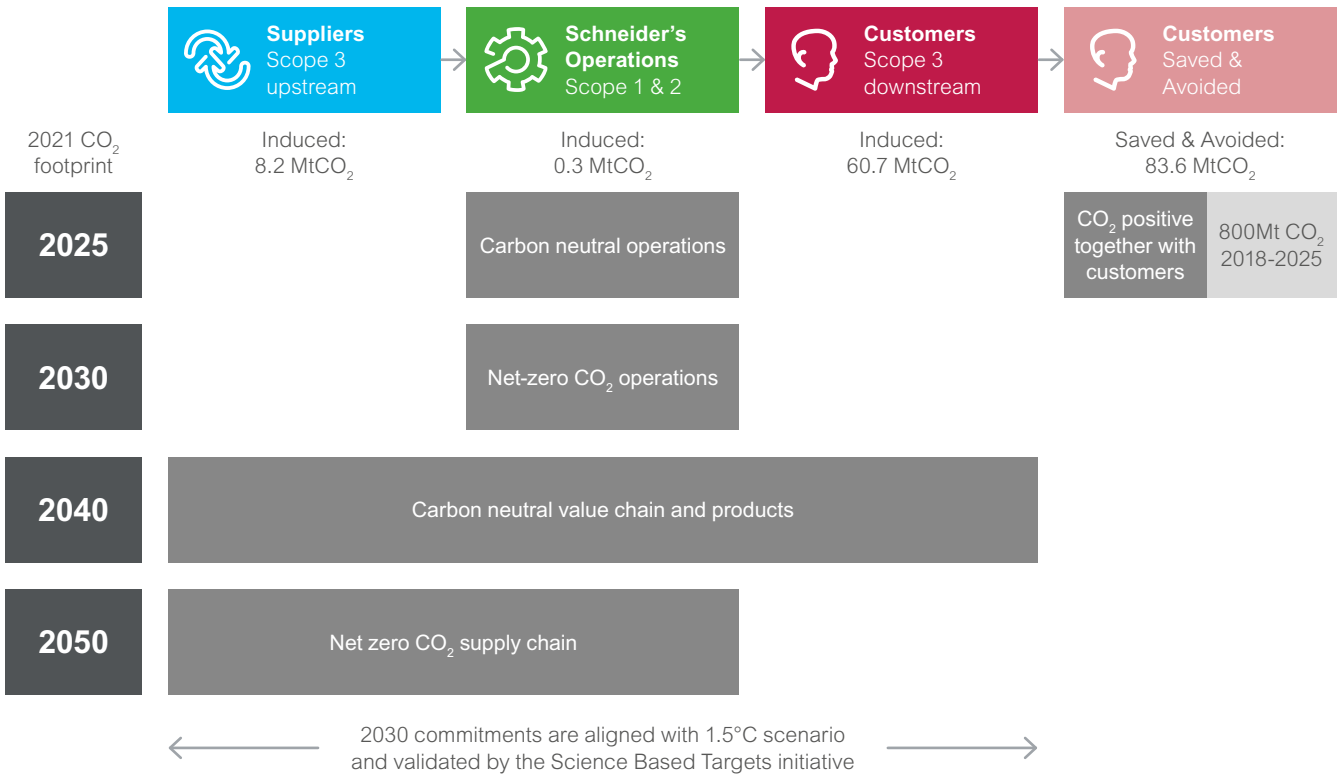 Suppliers
Scope 3
upstream
Schneider’s
Operations
Scope 1 & 2
Customers
Scope 3
downstream
Customers
Saved &
Avoided
2021 CO₂
footprint
Induced:
8.2 MtCO₂
Induced:
0.3 MtCO₂
Induced:
60.7 MtCO₂
Saved & Avoided:
83.6 MtCO₂
2025
Carbon neutral operations
CO₂ positive
together with
customers
800Mt CO₂
2018-2025
2030
Net-zero CO₂ operations
2040
Carbon neutral value chain and products
2050
Net zero CO₂ supply chain
2030 commitments are aligned with 1.5°C scenario
and validated by the Science Based Targets initiative